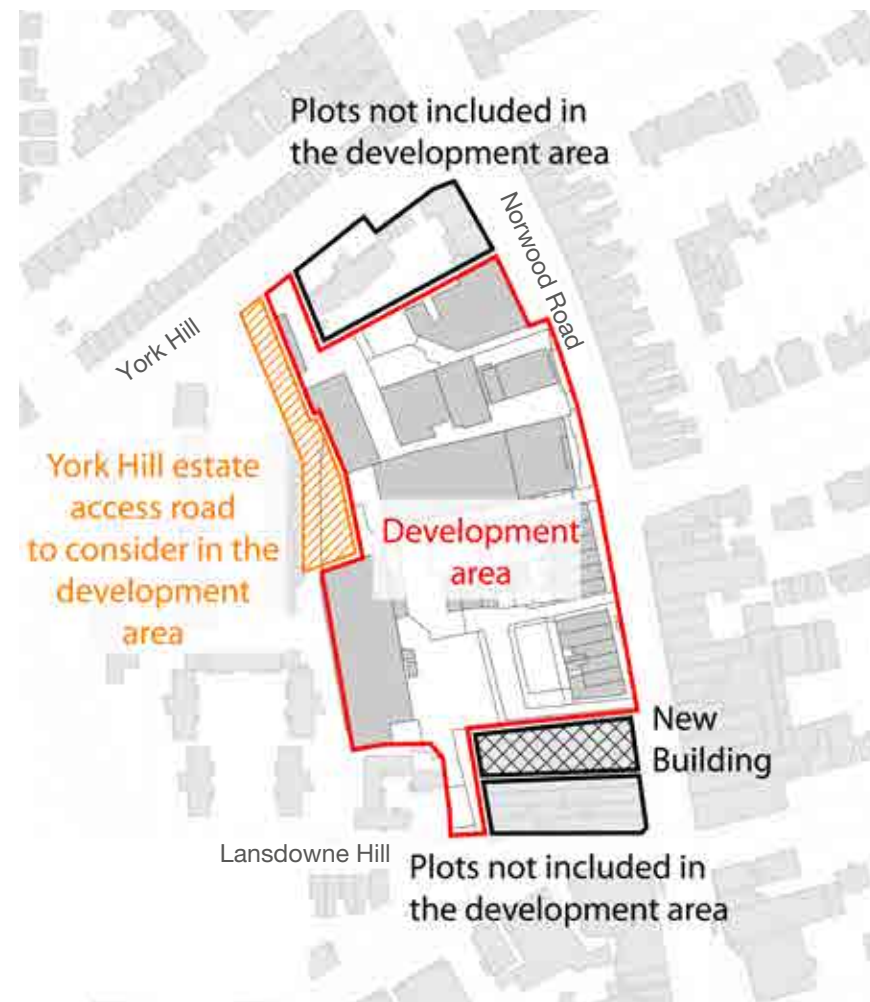 Plots not included in
the development area
Norwood Road
York Hill
York Hill estate
access road
to consider in the
development
area
Development
area
New
Building
Lansdowne Hill
Plots not included in
the development area